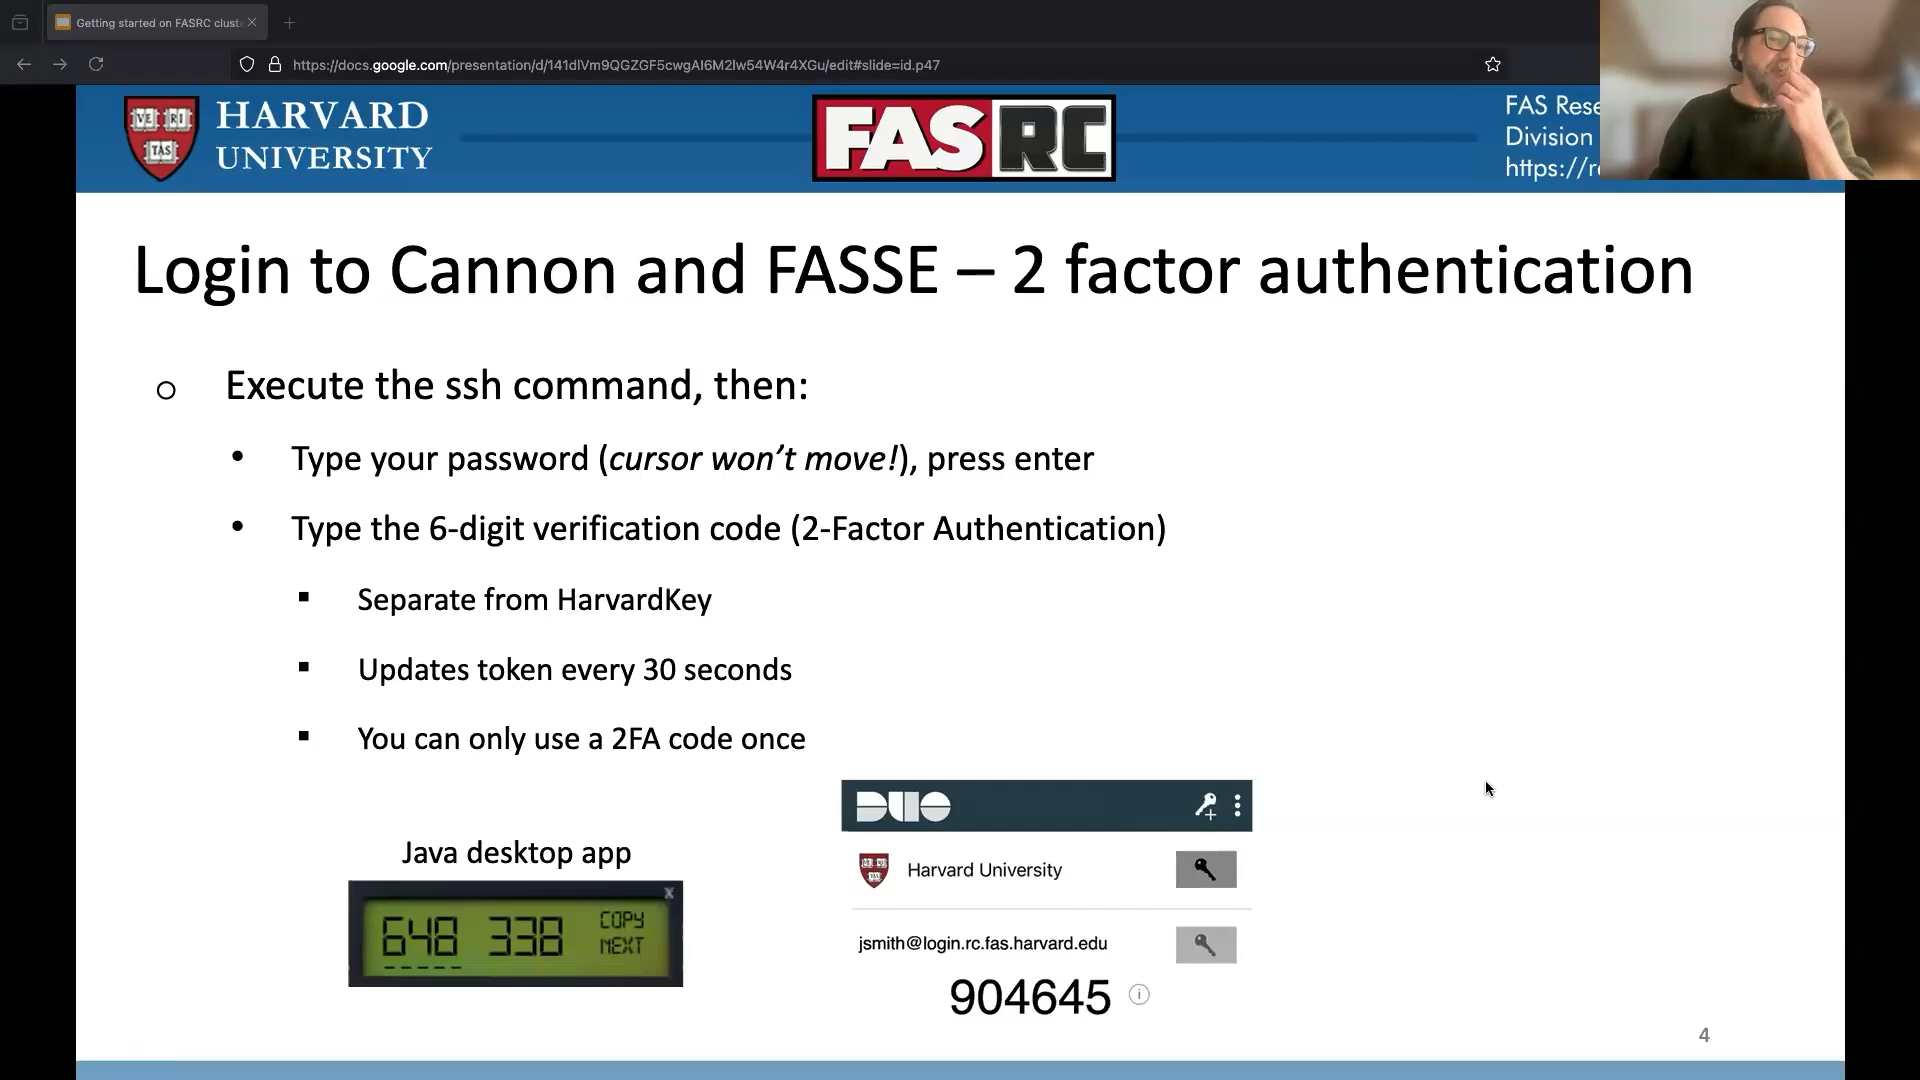 Getting started on FASRC clust
https://docs.google.com/presentation/d/141dlVm9QGZGF5cwgAI6M2Iw54W4r4XGu/edit#slide=id.p47
VE RI
TAS
HARVARD
UNIVERSITY
FASRC
FAS Rese
Division
https://r
Login to Cannon and FASSE – 2 factor authentication
Execute the ssh command, then:
Type your password (cursor won't move!), press enter
Type the 6-digit verification code (2-Factor Authentication)
Separate from HarvardKey
Updates token every 30 seconds
You can only use a 2FA code once
Java desktop app
X
648 338
COPY
NEXT
DUO
Harvard University
jsmith@login.rc.fas.harvard.edu
904645
4